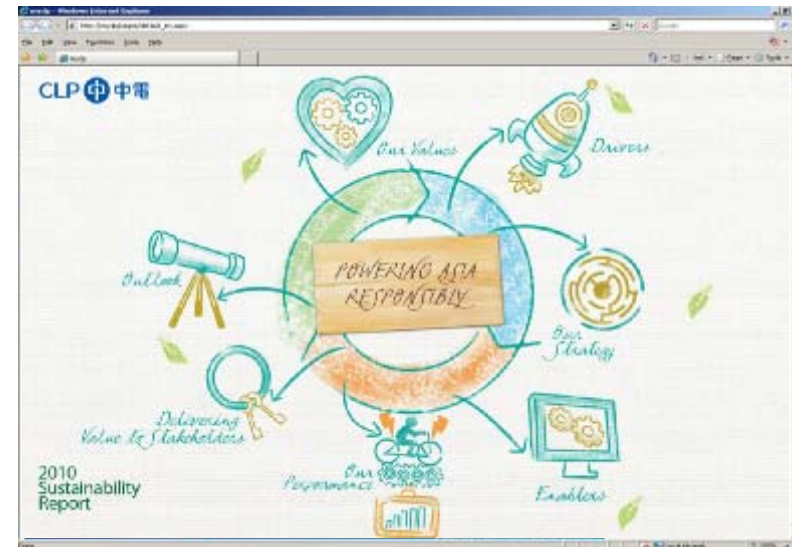 CLP 中 中電
Our Values
Drivers
POWERING ASIA
RESPONSIBLY
Outlook
Our
Strategy
Delivering
Value to Stakeholders
Our
Performance
Enablers
2010
Sustainability
Report